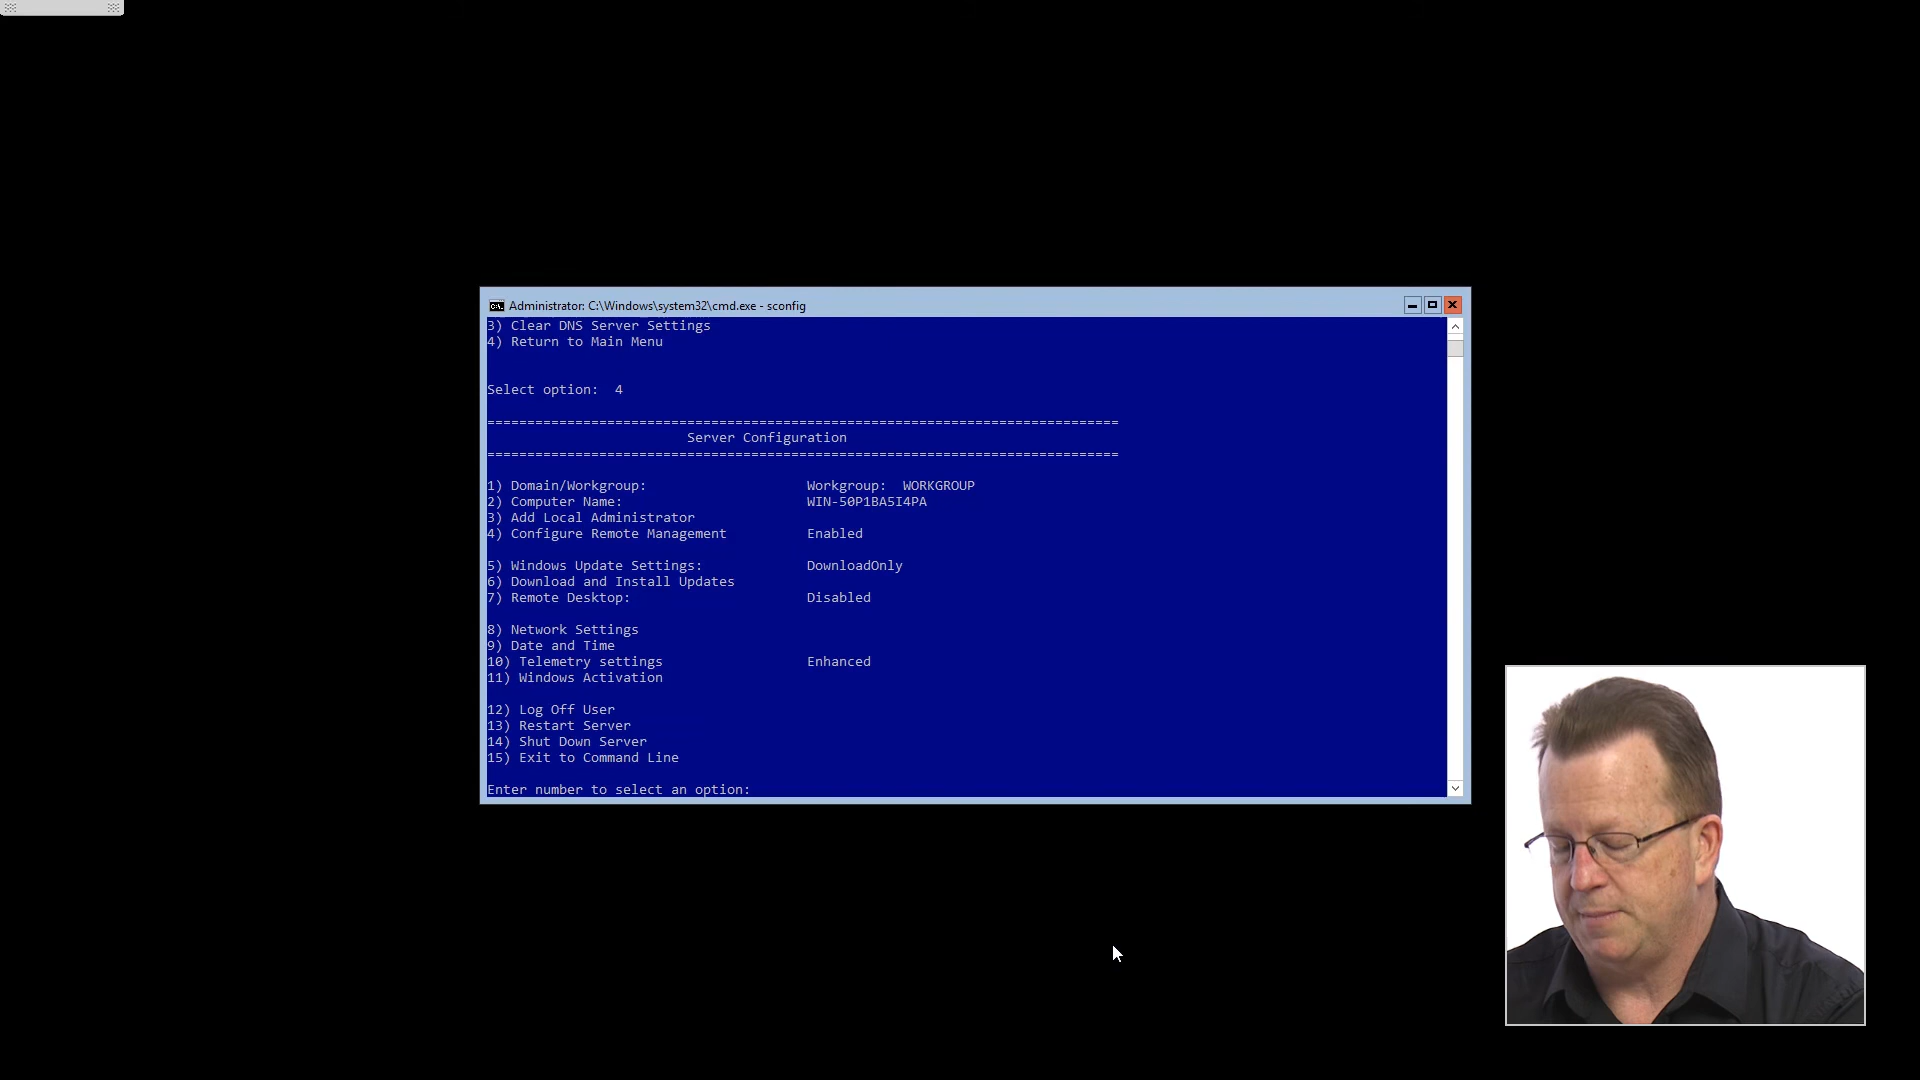 Administrator: C:\Windows\system32\cmd.exe - sconfig
3) Clear DNS Server Settings
4) Return to Main Menu
Select option:  4
===============================================================================
Server Configuration
===============================================================================
1) Domain/Workgroup:                    Workgroup:  WORKGROUP
2) Computer Name:                       WIN-50P1BA5I4PA
3) Add Local Administrator
4) Configure Remote Management          Enabled
5) Windows Update Settings:             DownloadOnly
6) Download and Install Updates
7) Remote Desktop:                      Disabled
8) Network Settings
9) Date and Time
10) Telemetry settings                  Enhanced
11) Windows Activation
12) Log Off User
13) Restart Server
14) Shut Down Server
15) Exit to Command Line
Enter number to select an option: